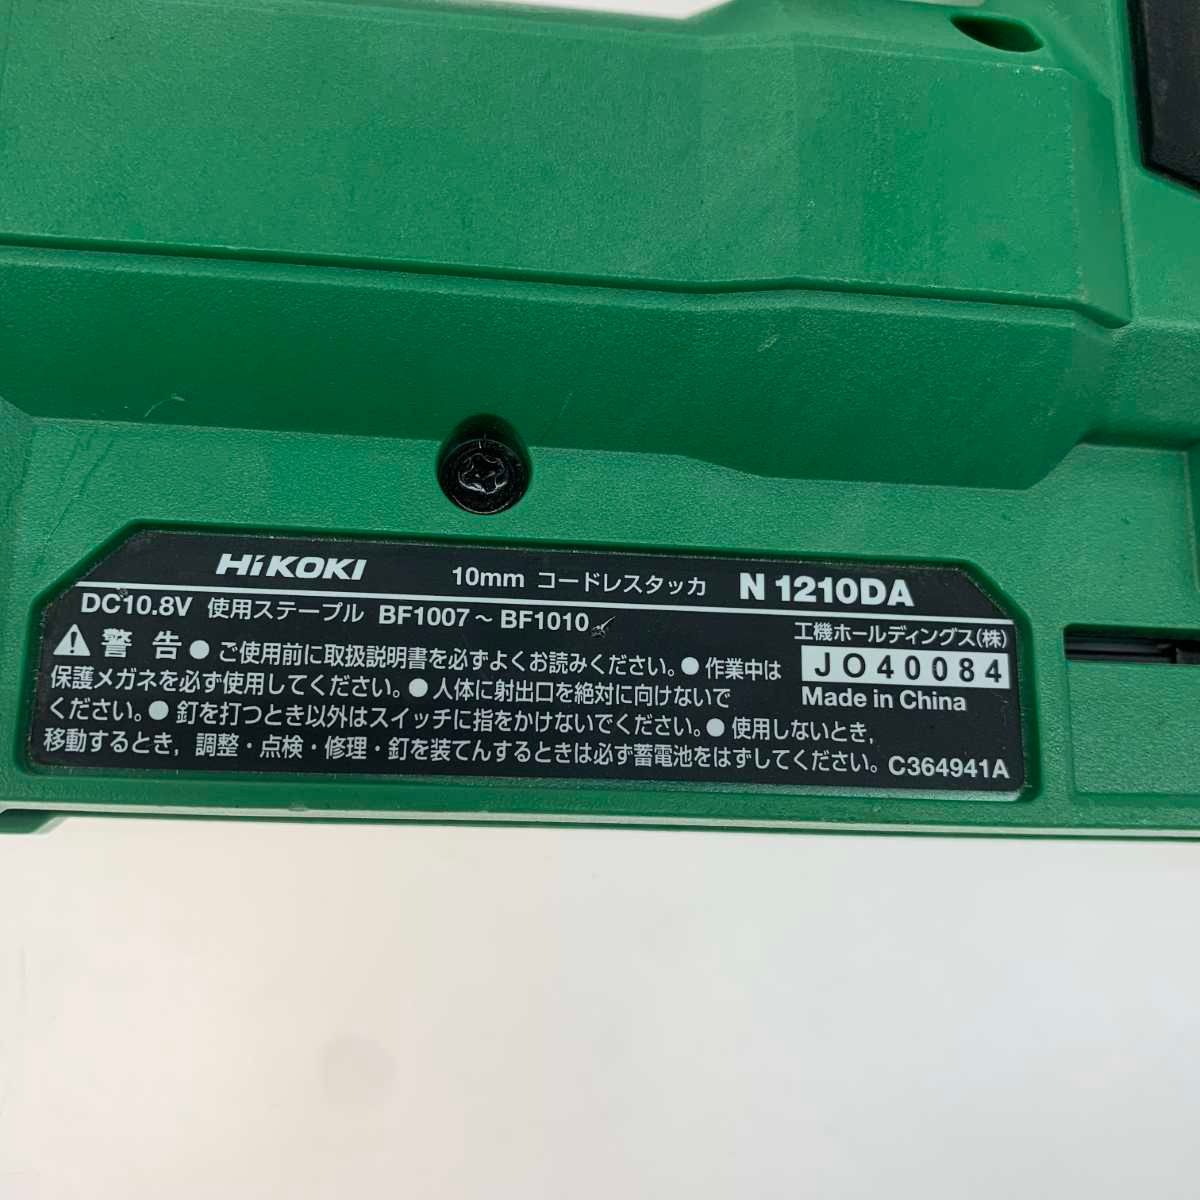 HiKOKI 10mm コードレスタッカ N 1210DA
DC10.8V 使用ステープル BF1007～BF1010
工機ホールディングス(株)
JO40084
Made in China
⚠ 警告 ●ご使用前に取扱説明書を必ずよくお読みください。●作業中は
保護メガネを必ず使用してください。●人体に射出口を絶対に向けないで
ください。●釘を打つとき以外はスイッチに指をかけないでください。●使用しないとき,
移動するとき, 調整・点検・修理・釘を装てんするときは必ず蓄電池をはずしてください。 C364941A